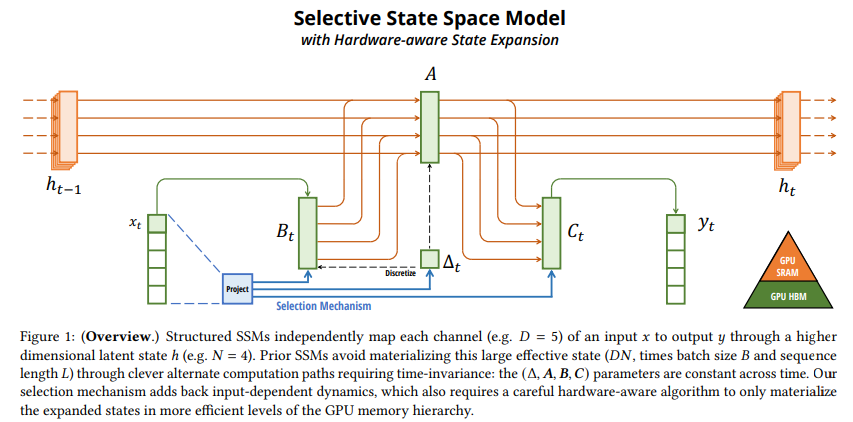 Selective State Space Model
with Hardware-aware State Expansion
A
h_{t−1}
h_t
x_t
B_t
C_t
y_t
Δ_t
Discretize
Project
Selection Mechanism
GPU
SRAM
GPU HBM
Figure 1: (Overview.) Structured SSMs independently map each channel (e.g. D = 5) of an input x to output y through a higher
dimensional latent state h (e.g. N = 4). Prior SSMs avoid materializing this large effective state (DN, times batch size B and sequence
length L) through clever alternate computation paths requiring time-invariance: the (Δ, A, B, C) parameters are constant across time. Our
selection mechanism adds back input-dependent dynamics, which also requires a careful hardware-aware algorithm to only materialize
the expanded states in more efficient levels of the GPU memory hierarchy.